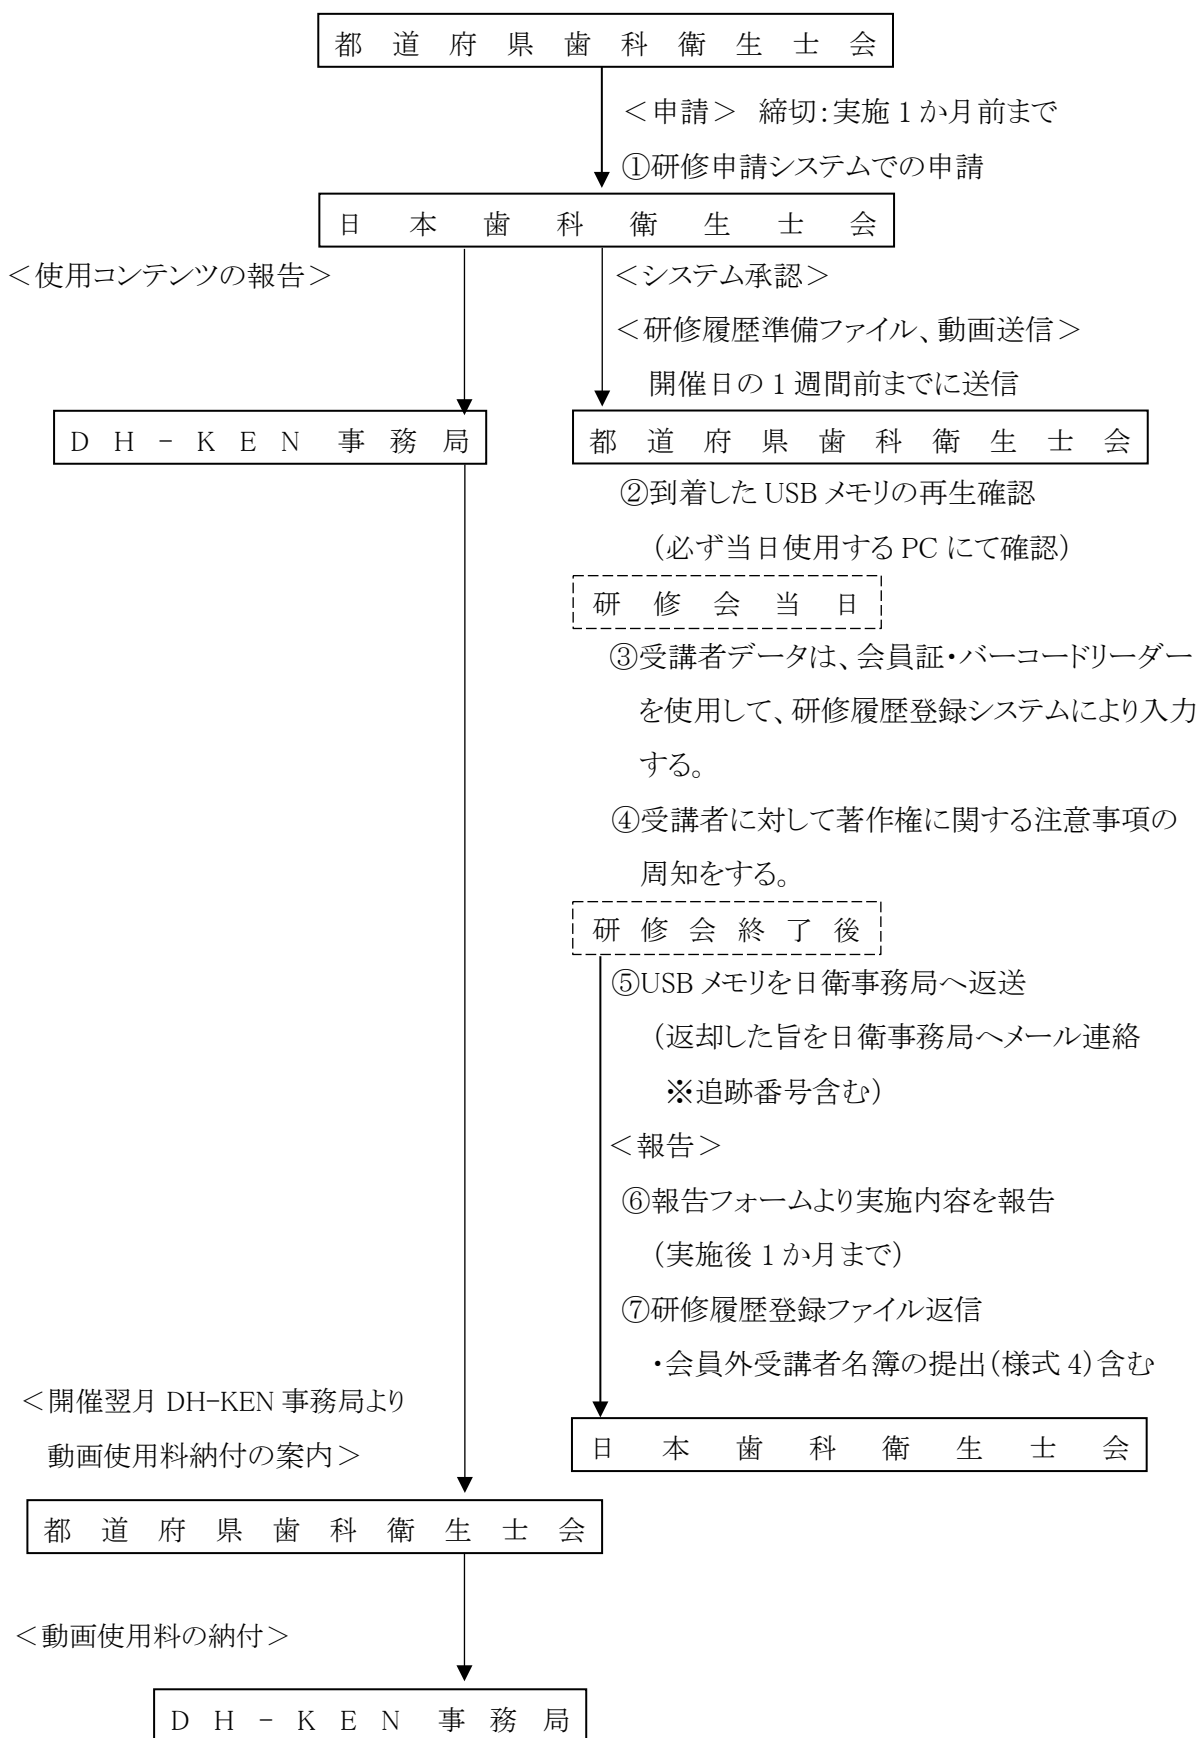 都道府県歯科衛生士会
＜申請＞ 締切：実施1か月前まで
①研修申請システムでの申請
日本歯科衛生士会
＜使用コンテンツの報告＞
＜システム承認＞
＜研修履歴準備ファイル、動画送信＞
開催日の1週間前までに送信
DH-KEN事務局
都道府県歯科衛生士会
②到着したUSBメモリの再生確認
（必ず当日使用するPCにて確認）
研修会当日
③受講者データは、会員証・バーコードリーダー
を使用して、研修履歴登録システムにより入力
する。
④受講者に対して著作権に関する注意事項の
周知をする。
研修会終了後
⑤USBメモリを日衛事務局へ返送
（返却した旨を日衛事務局へメール連絡
※追跡番号含む）
＜報告＞
⑥報告フォームより実施内容を報告
（実施後1か月まで）
⑦研修履歴登録ファイル返信
・会員外受講者名簿の提出（様式4）含む
＜開催翌月DH-KEN事務局より
動画使用料納付の案内＞
日本歯科衛生士会
都道府県歯科衛生士会
＜動画使用料の納付＞
DH-KEN事務局